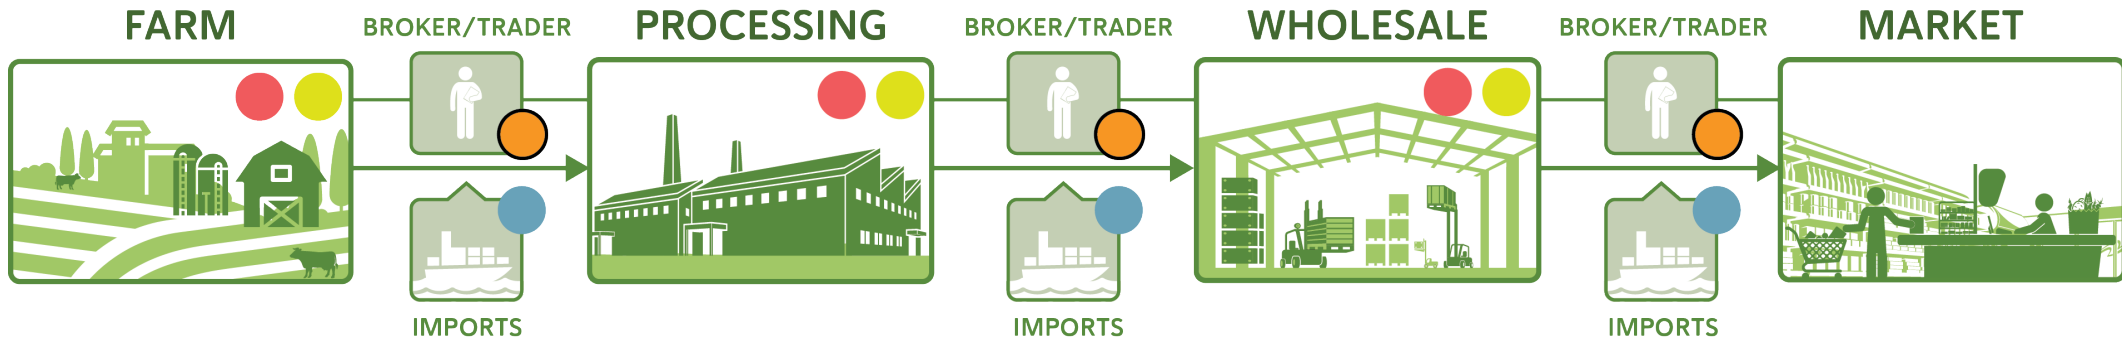 FARM
BROKER/TRADER
PROCESSING
BROKER/TRADER
WHOLESALE
BROKER/TRADER
MARKET
IMPORTS
IMPORTS
IMPORTS